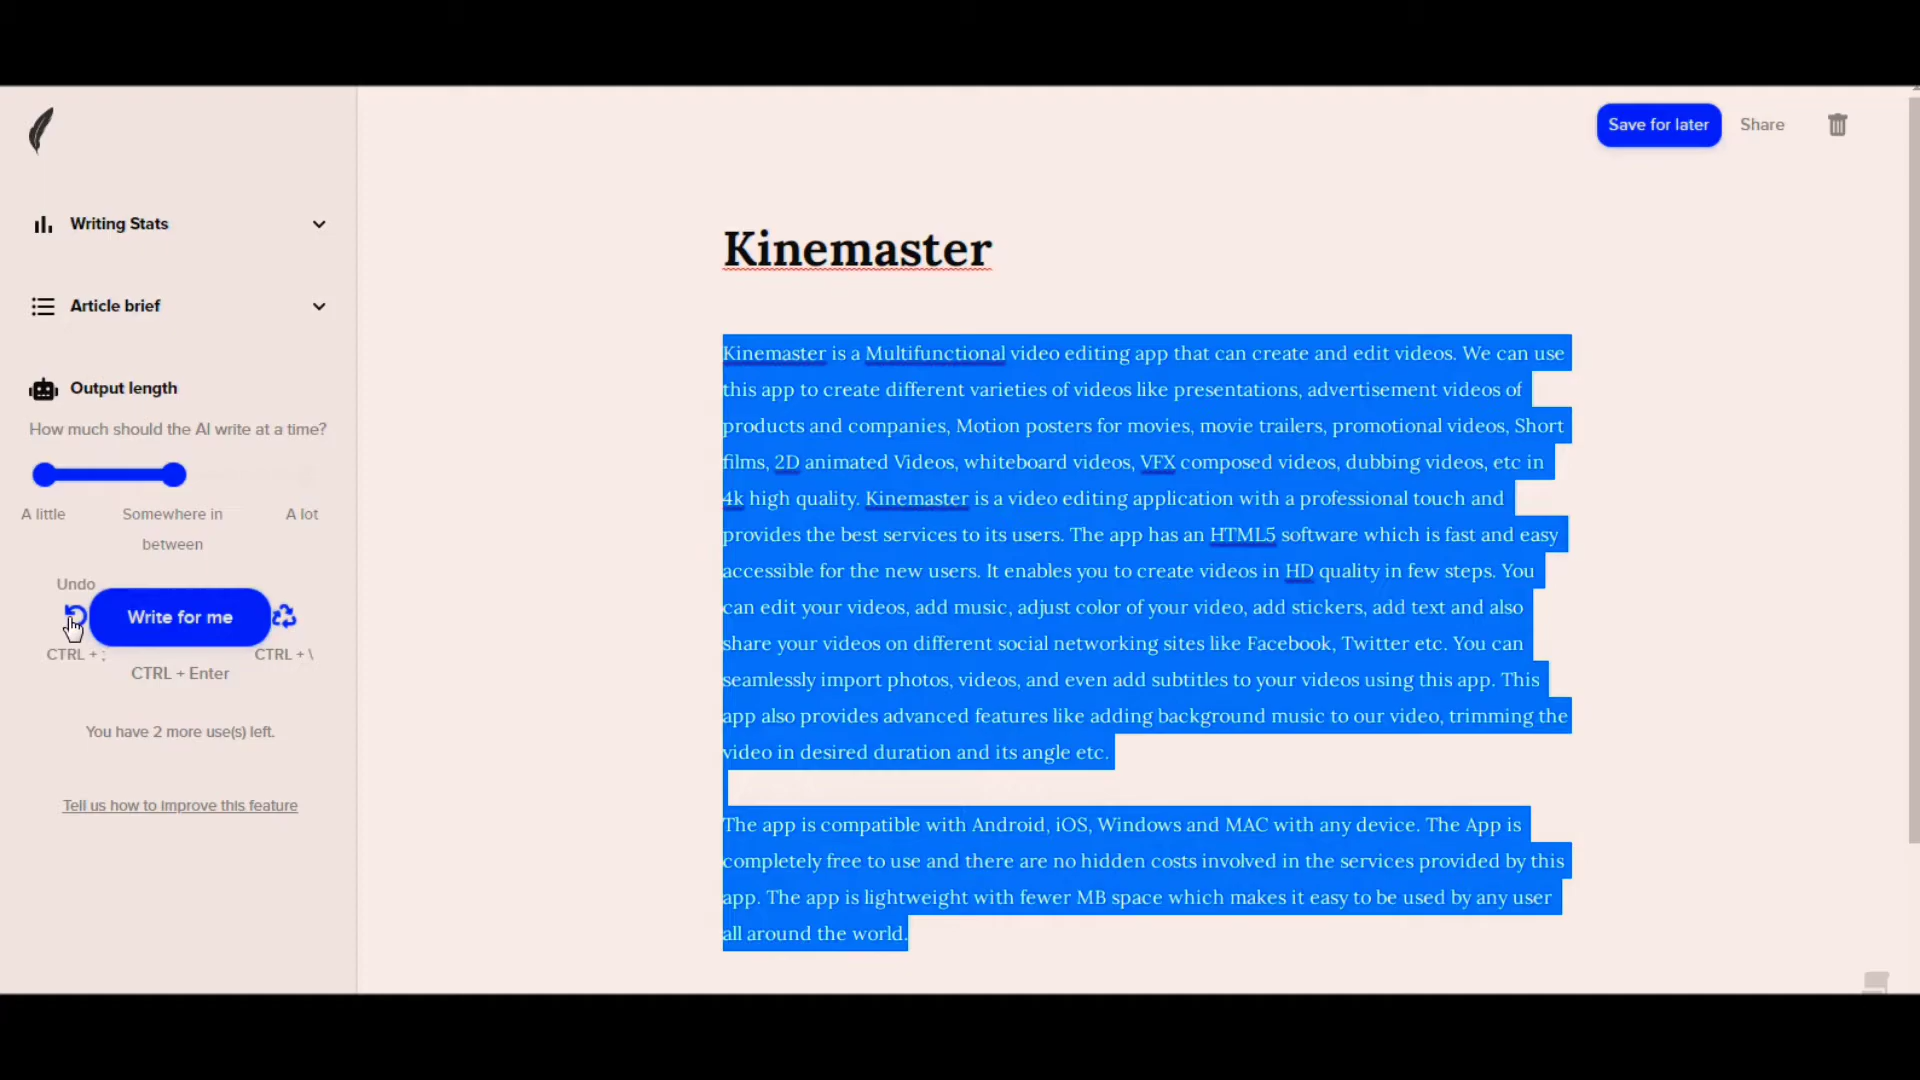 Save for later
Share
Writing Stats
Article brief
Output length
How much should the AI write at a time?
A little
Somewhere in between
A lot
Undo
Write for me
CTRL + ;
CTRL + \
CTRL + Enter
You have 2 more use(s) left.
Tell us how to improve this feature
Kinemaster
Kinemaster is a Multifunctional video editing app that can create and edit videos. We can use
this app to create different varieties of videos like presentations, advertisement videos of
products and companies, Motion posters for movies, movie trailers, promotional videos, Short
films, 2D animated Videos, whiteboard videos, VFX composed videos, dubbing videos, etc in
4k high quality. Kinemaster is a video editing application with a professional touch and
provides the best services to its users. The app has an HTML5 software which is fast and easy
accessible for the new users. It enables you to create videos in HD quality in few steps. You
can edit your videos, add music, adjust color of your video, add stickers, add text and also
share your videos on different social networking sites like Facebook, Twitter etc. You can
seamlessly import photos, videos, and even add subtitles to your videos using this app. This
app also provides advanced features like adding background music to our video, trimming the
video in desired duration and its angle etc.
The app is compatible with Android, iOS, Windows and MAC with any device. The App is
completely free to use and there are no hidden costs involved in the services provided by this
app. The app is lightweight with fewer MB space which makes it easy to be used by any user
all around the world.